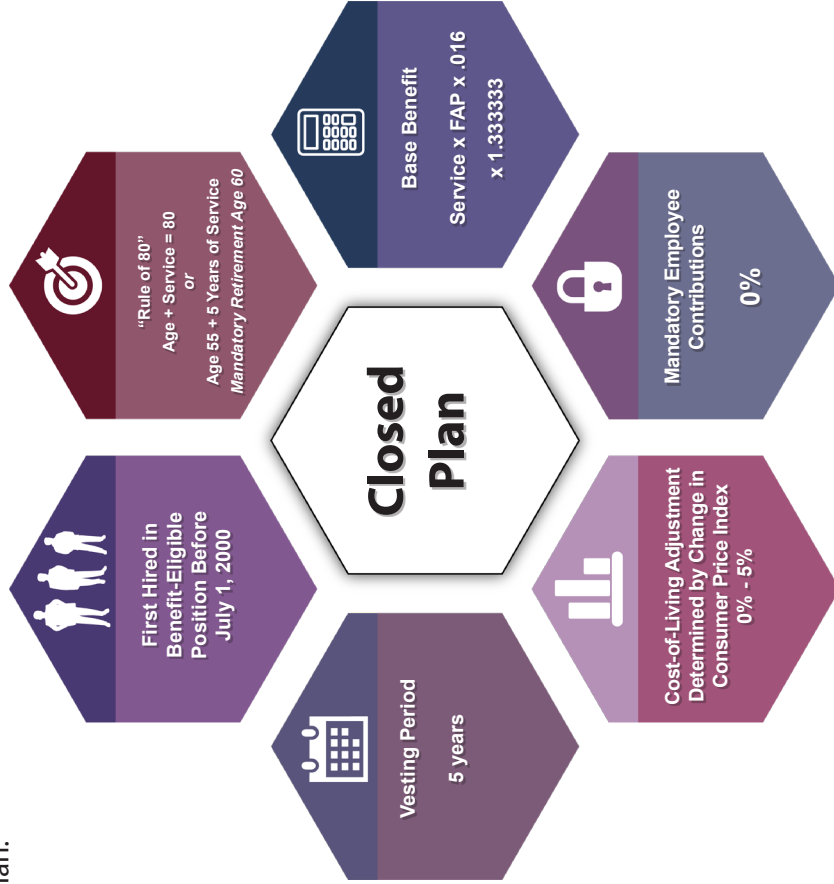 First Hired in
Benefit-Eligible
Position Before
July 1, 2000
“Rule of 80”
Age + Service = 80
or
Age 55 + 5 Years of Service
Mandatory Retirement Age 60
Vesting Period
5 years
Closed
Plan
Base Benefit
Service x FAP x .016
x 1.333333
Cost-of-Living Adjustment
Determined by Change in
Consumer Price Index
0% - 5%
Mandatory Employee
Contributions
0%